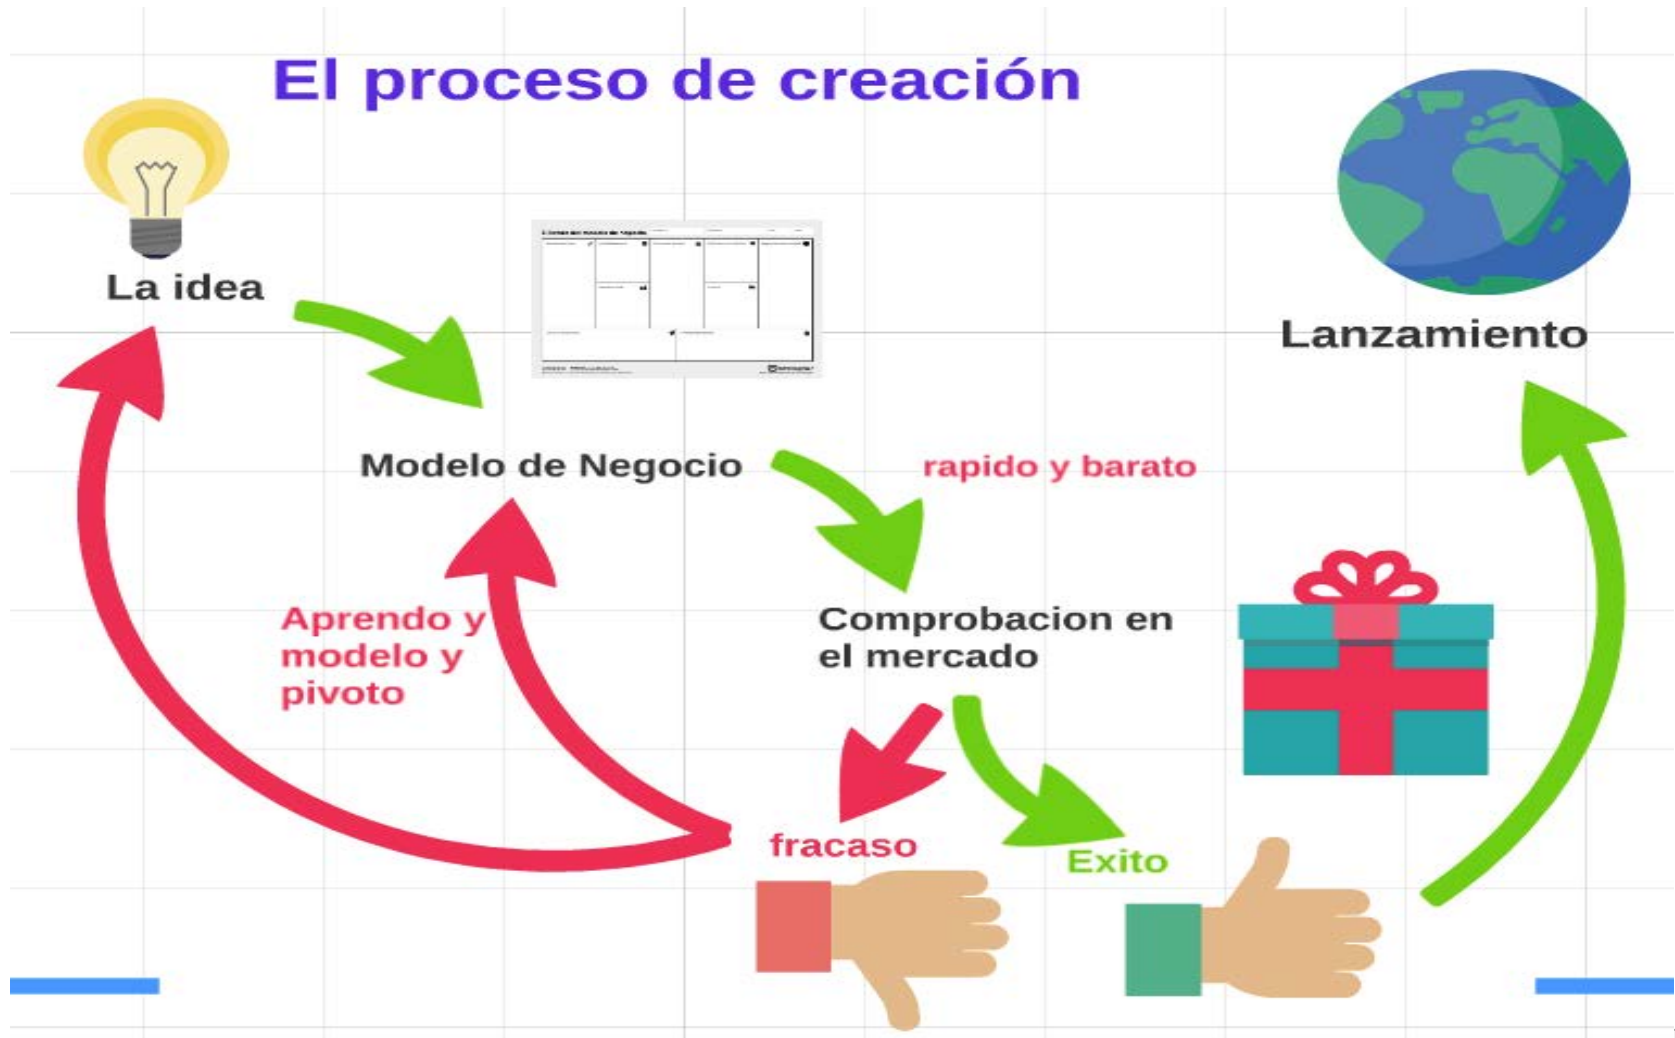 El proceso de creación
La idea
Lanzamiento
Modelo de Negocio
rapido y barato
Aprendo y
modelo y
pivoto
Comprobacion en
el mercado
fracaso
Exito